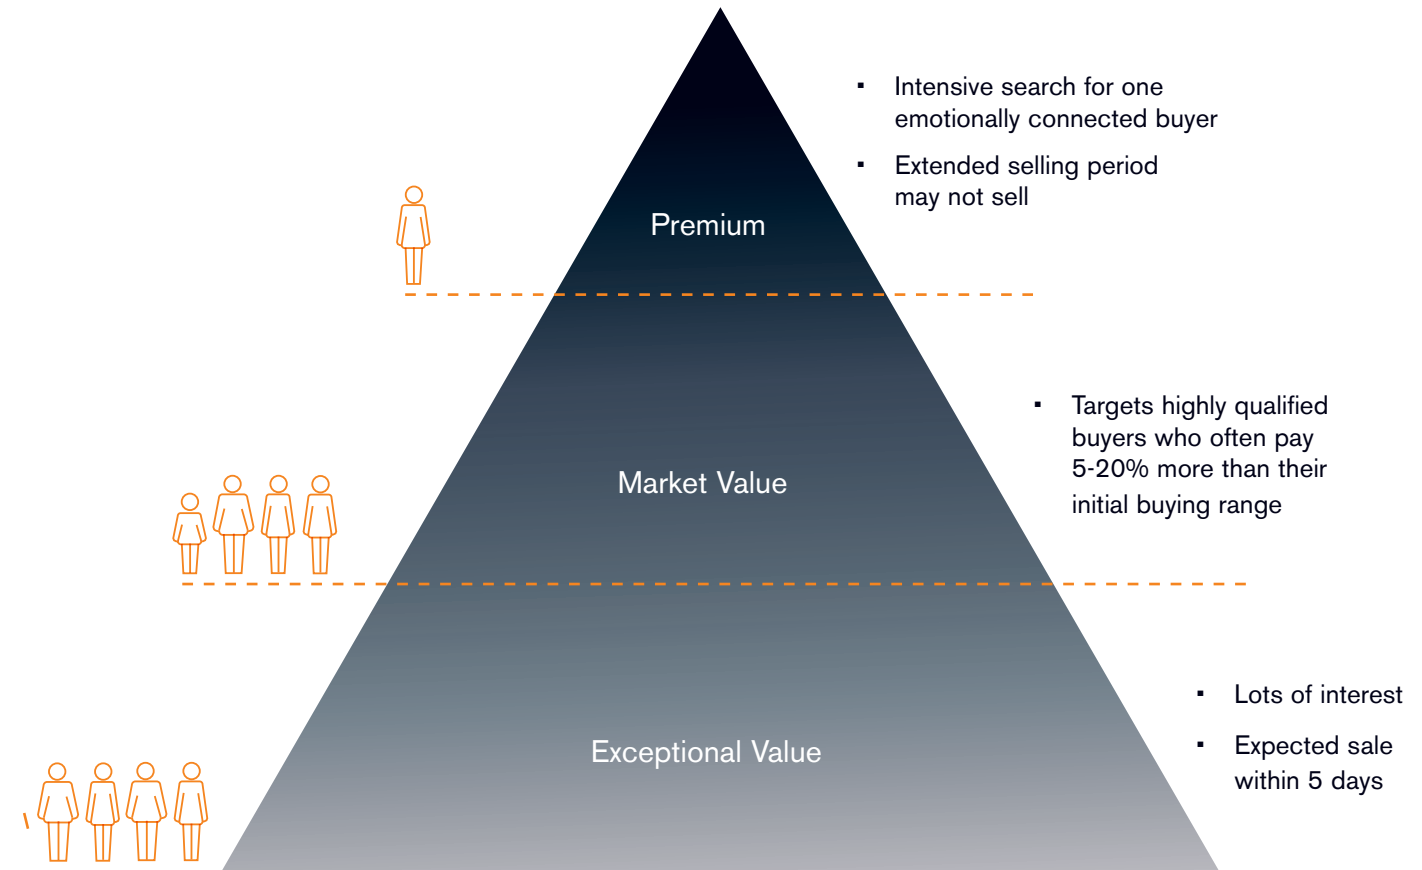 ▪ Intensive search for one
emotionally connected buyer
▪ Extended selling period
may not sell
Premium
▪ Targets highly qualified
buyers who often pay
5-20% more than their
initial buying range
Market Value
▪ Lots of interest
▪ Expected sale
within 5 days
Exceptional Value